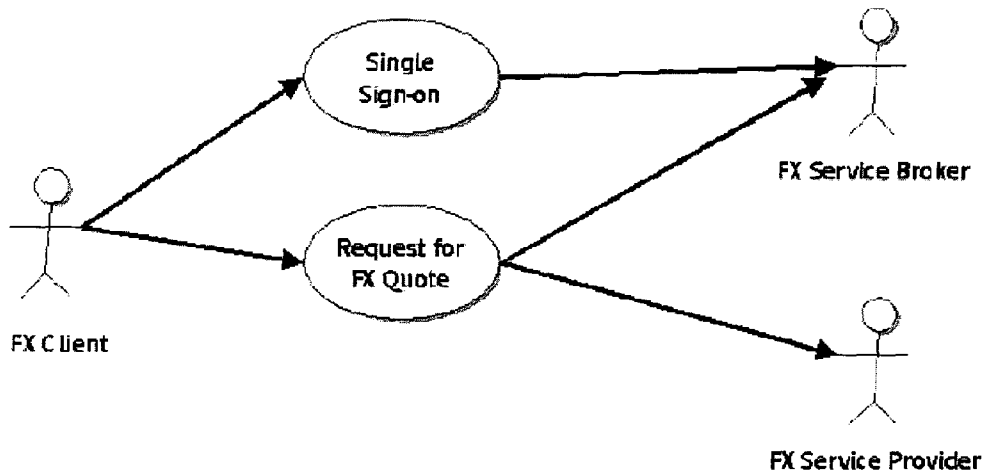 Single
Sign-on
FX Service Broker
Request for
FX Quote
FX Client
FX Service Provider